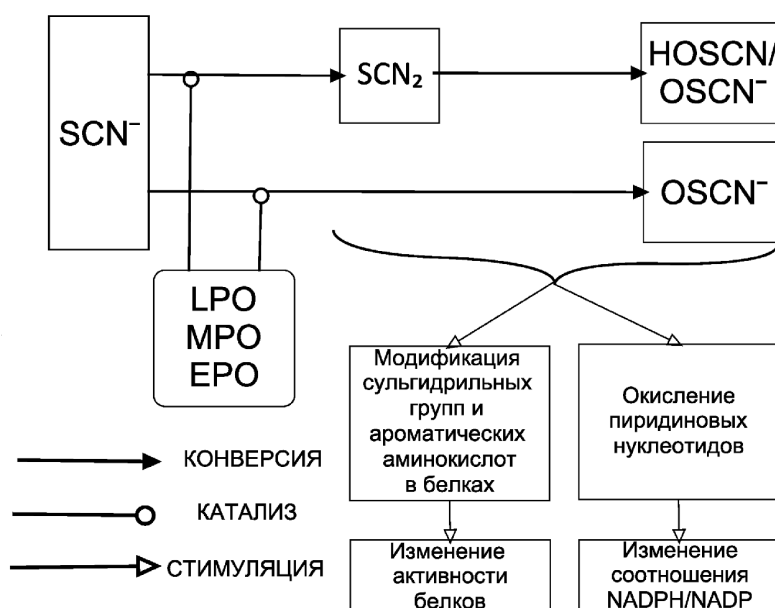 SCN⁻
SCN₂
HOSCN/
OSCN⁻
OSCN⁻
LPO
MPO
EPO
Модификация
сульгидрильных
групп и
ароматических
аминокислот
в белках
Окисление
пиридиновых
нуклеотидов
КОНВЕРСИЯ
КАТАЛИЗ
СТИМУЛЯЦИЯ
Изменение
активности
белков
Изменение
соотношения
NADPH/NADP